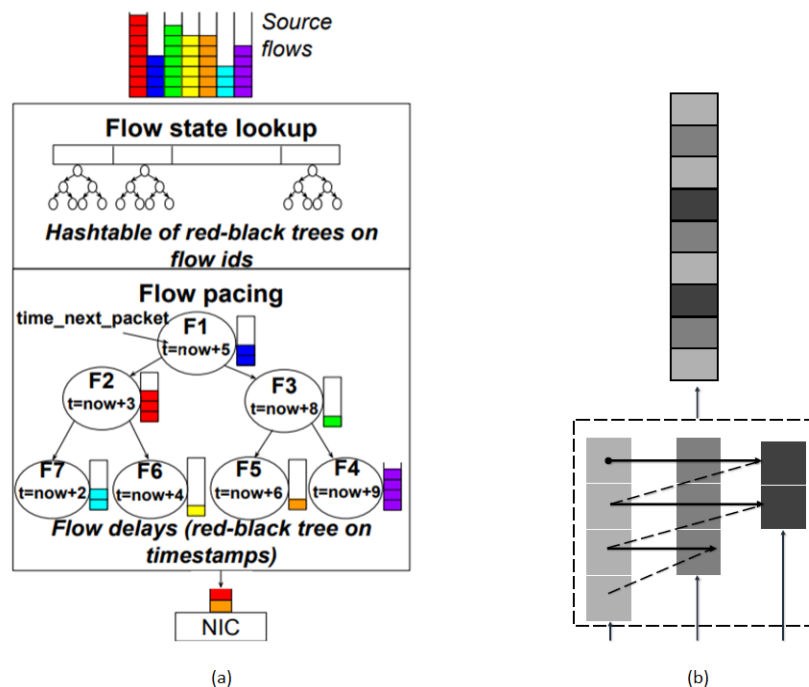 Source
flows
Flow state lookup
Hashtable of red-black trees on
flow ids
Flow pacing
time_next_packet
F1
t=now+5
F2
t=now+3
F3
t=now+8
F7
t=now+2
F6
t=now+4
F5
t=now+6
F4
t=now+9
Flow delays (red-black tree on
timestamps)
NIC
(a)
(b)